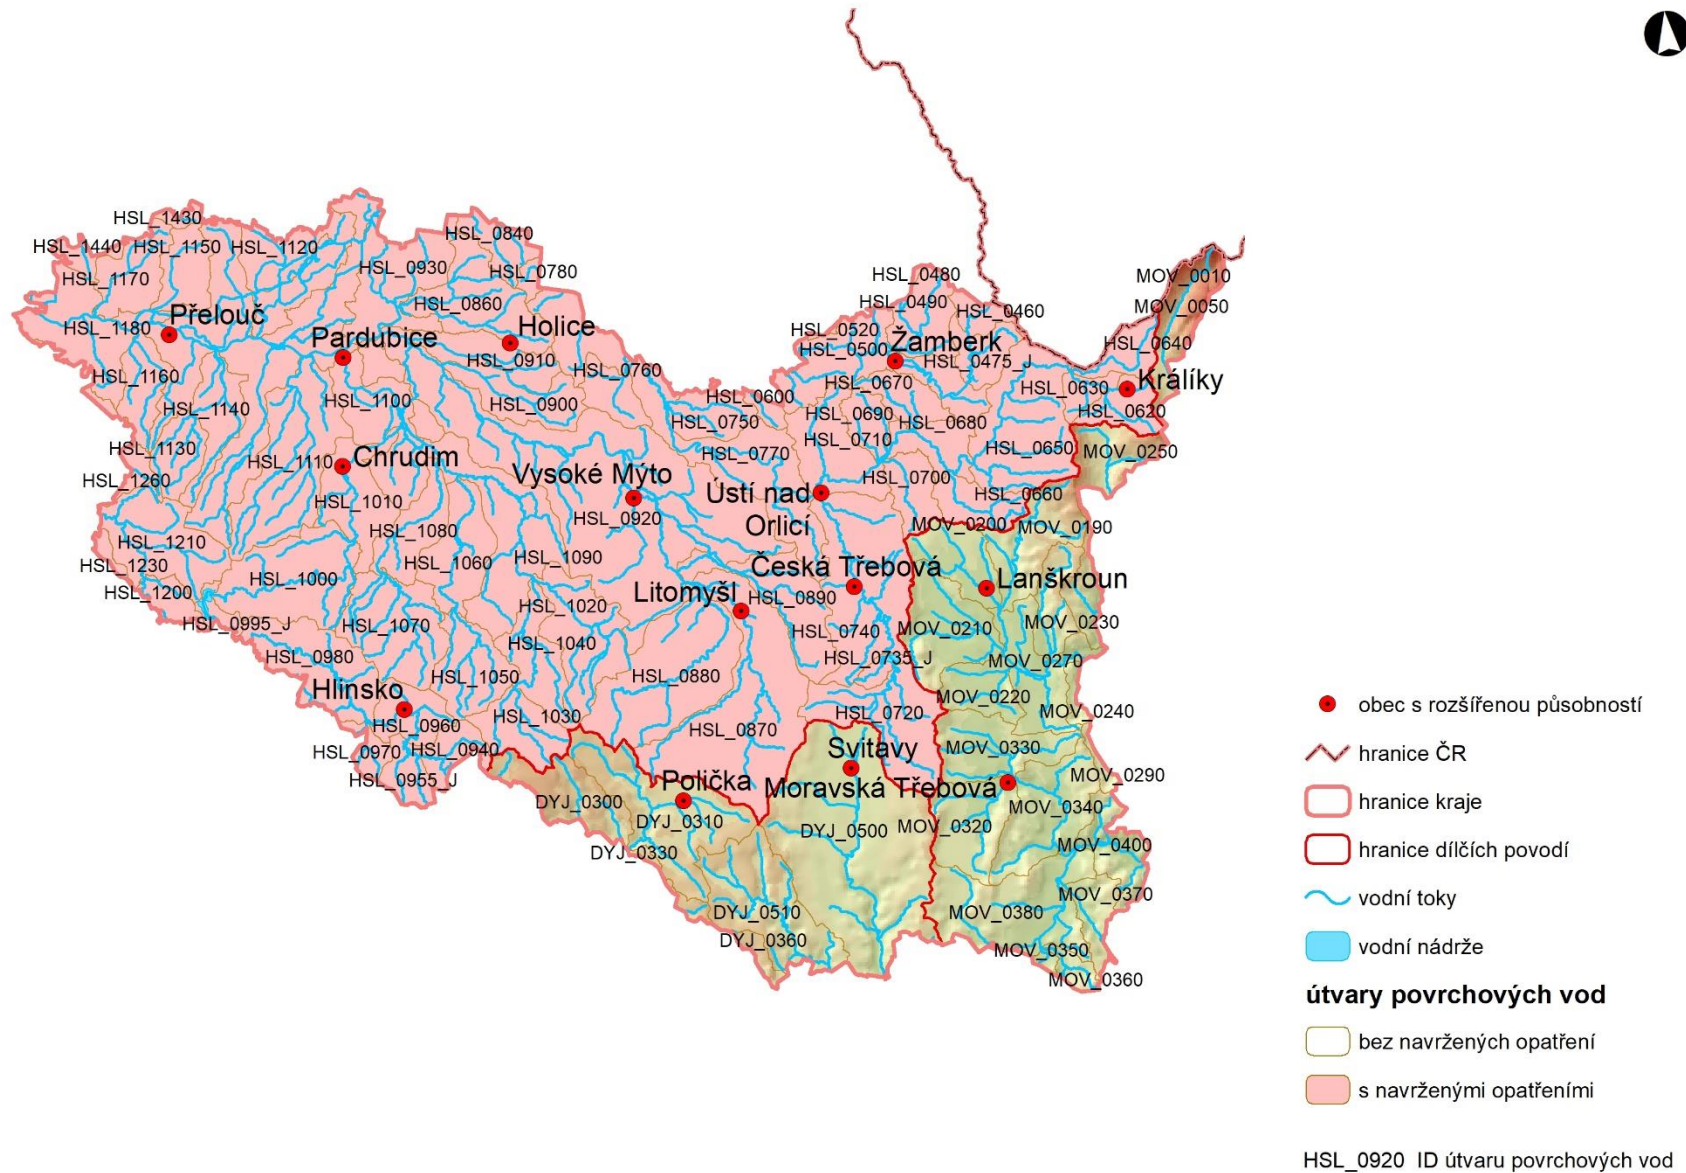 HSL_1430
HSL_0840
HSL_1440 HSL_1150 HSL_1120
HSL_0930 HSL_0780
HSL_1170
HSL_0480
MOV_0010
HSL_0860
HSL_0490
HSL_0460
MOV_0050
Přelouč
HSL_1180
Pardubice
Holice
HSL_0520
HSL_0500
Žamberk
HSL_0640
HSL_0910
HSL_0760
HSL_0475_J
HSL_1160
HSL_0670
HSL_0630
Králíky
HSL_1140
HSL_1100
HSL_0900
HSL_0600
HSL_0750
HSL_0690
HSL_0680
HSL_0620
HSL_0710
HSL_1130
HSL_1110
Chrudim
HSL_0770
HSL_0650
MOV_0250
HSL_1260
Vysoké Mýto
HSL_0700
HSL_1010
HSL_0920
Ústí nad
Orlicí
HSL_0660
MOV_0200
MOV_0190
HSL_1210
HSL_1080
HSL_1230
HSL_1060
HSL_1090
Česká Třebová
Lanškroun
HSL_1200
HSL_1000
Litomyšl
HSL_0890
HSL_1020
HSL_0995_J
HSL_1070
HSL_0740
MOV_0210
MOV_0230
HSL_1040
HSL_0980
HSL_0735_J
MOV_0270
HSL_1050
HSL_0880
Hlinsko
MOV_0220
HSL_1030
HSL_0720
MOV_0240
HSL_0960
HSL_0870
HSL_0970 HSL_0940
Svitavy
MOV_0330
HSL_0955_J
Polička
Moravská Třebová
MOV_0290
DYJ_0300
DYJ_0310
DYJ_0500
MOV_0320
MOV_0340
DYJ_0330
MOV_0400
MOV_0370
DYJ_0510
MOV_0380
DYJ_0360
MOV_0350
MOV_0360
obec s rozšířenou působností
hranice ČR
hranice kraje
hranice dílčích povodí
vodní toky
vodní nádrže
útvary povrchových vod
bez navržených opatření
s navrženými opatřeními
HSL_0920 ID útvaru povrchových vod